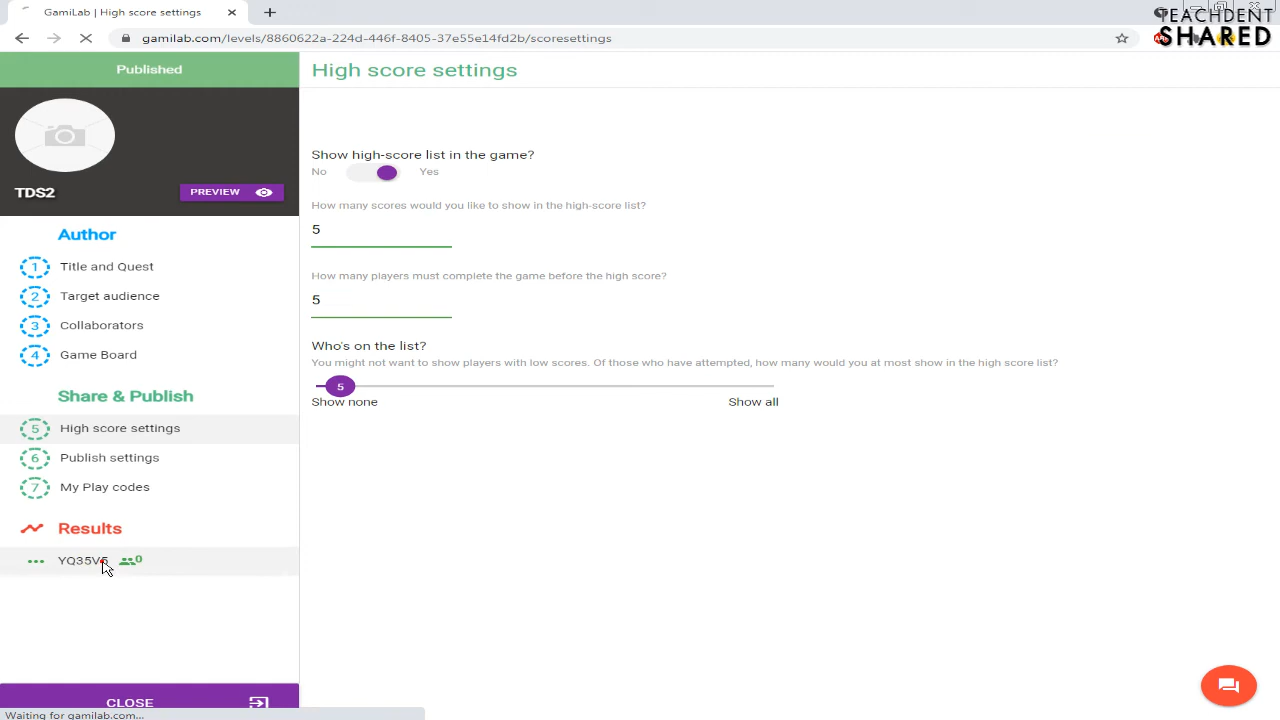 GamiLab | High score settings
TEACHDENT
SHARED
gamilab.com/levels/8860622a-224d-446f-8405-37e55e14fd2b/scoresettings
Published
TDS2
PREVIEW
Author
1 Title and Quest
2 Target audience
3 Collaborators
4 Game Board
Share & Publish
5 High score settings
6 Publish settings
7 My Play codes
Results
YQ35V5 0
CLOSE
Waiting for gamilab.com...
High score settings
Show high-score list in the game?
No Yes
How many scores would you like to show in the high-score list?
5
How many players must complete the game before the high score?
5
Who's on the list?
You might not want to show players with low scores. Of those who have attempted, how many would you at most show in the high score list?
5
Show none Show all